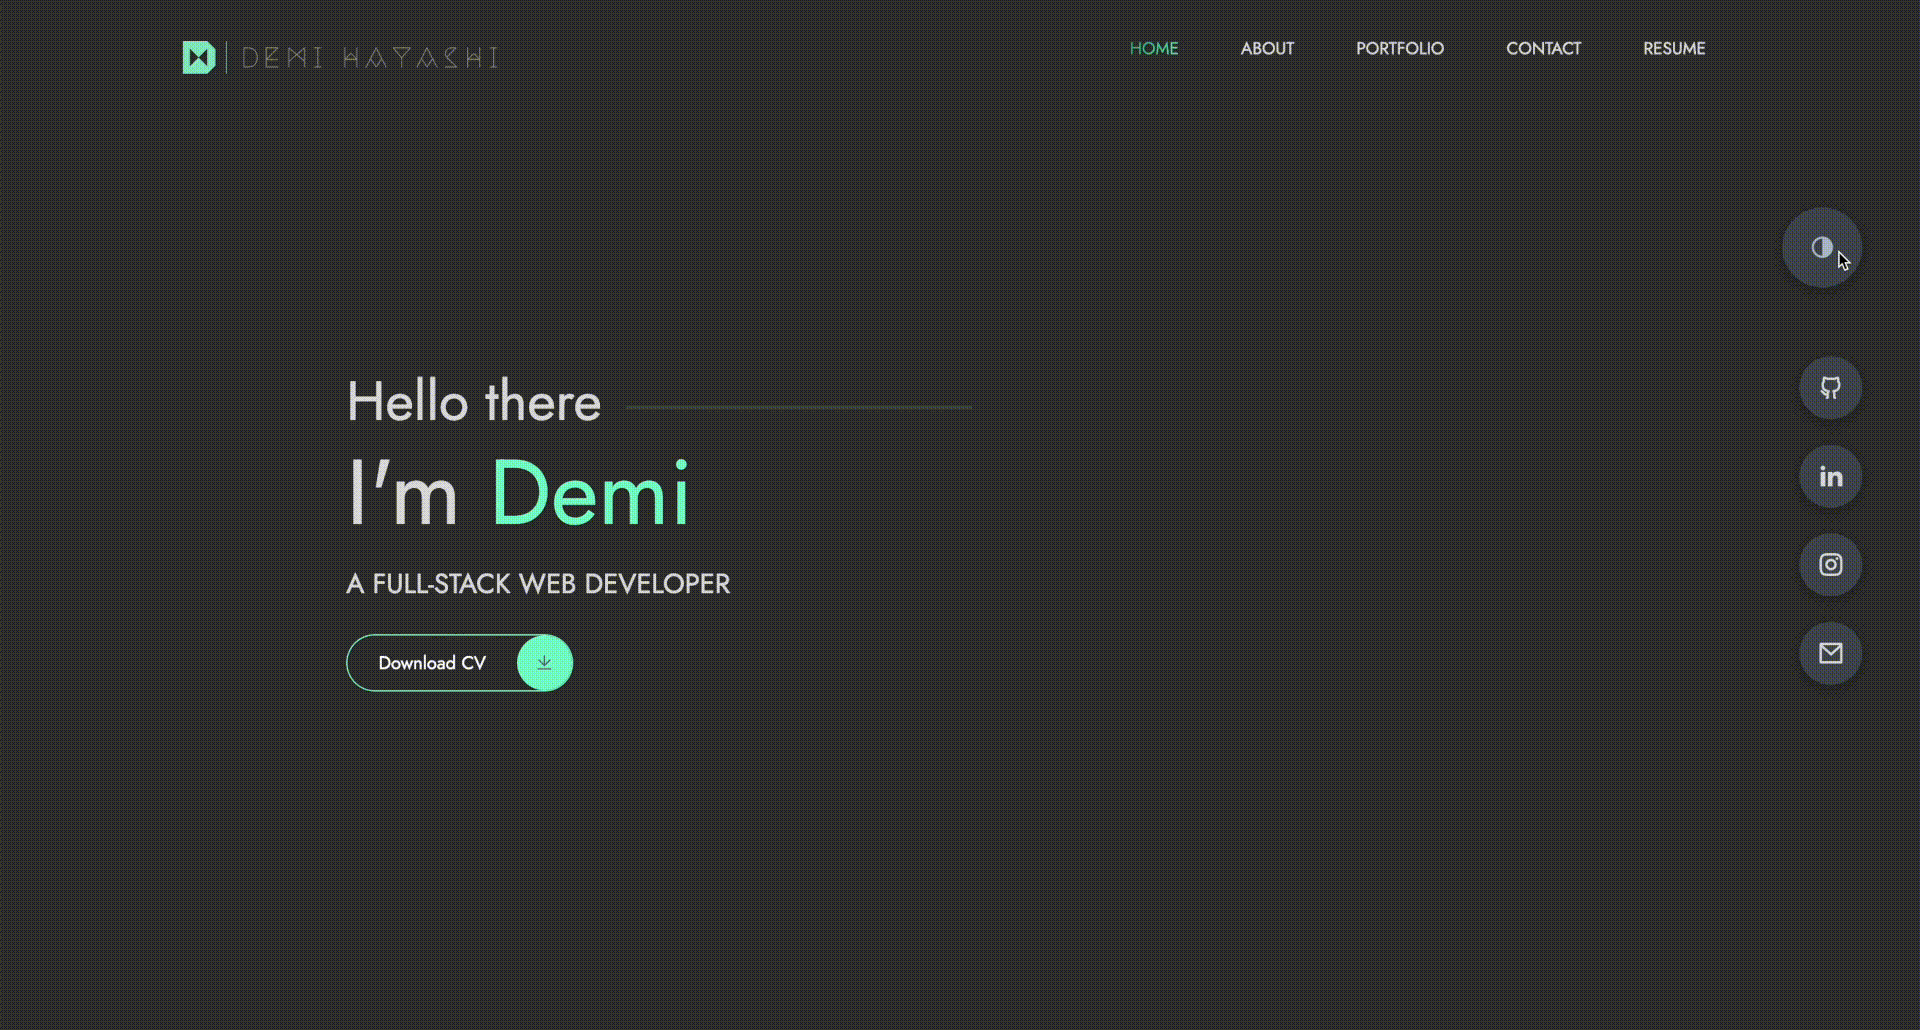 DEMI HAYASHI
HOME ABOUT PORTFOLIO CONTACT RESUME
Hello there
I'm Demi
A FULL-STACK WEB DEVELOPER
Download CV
in